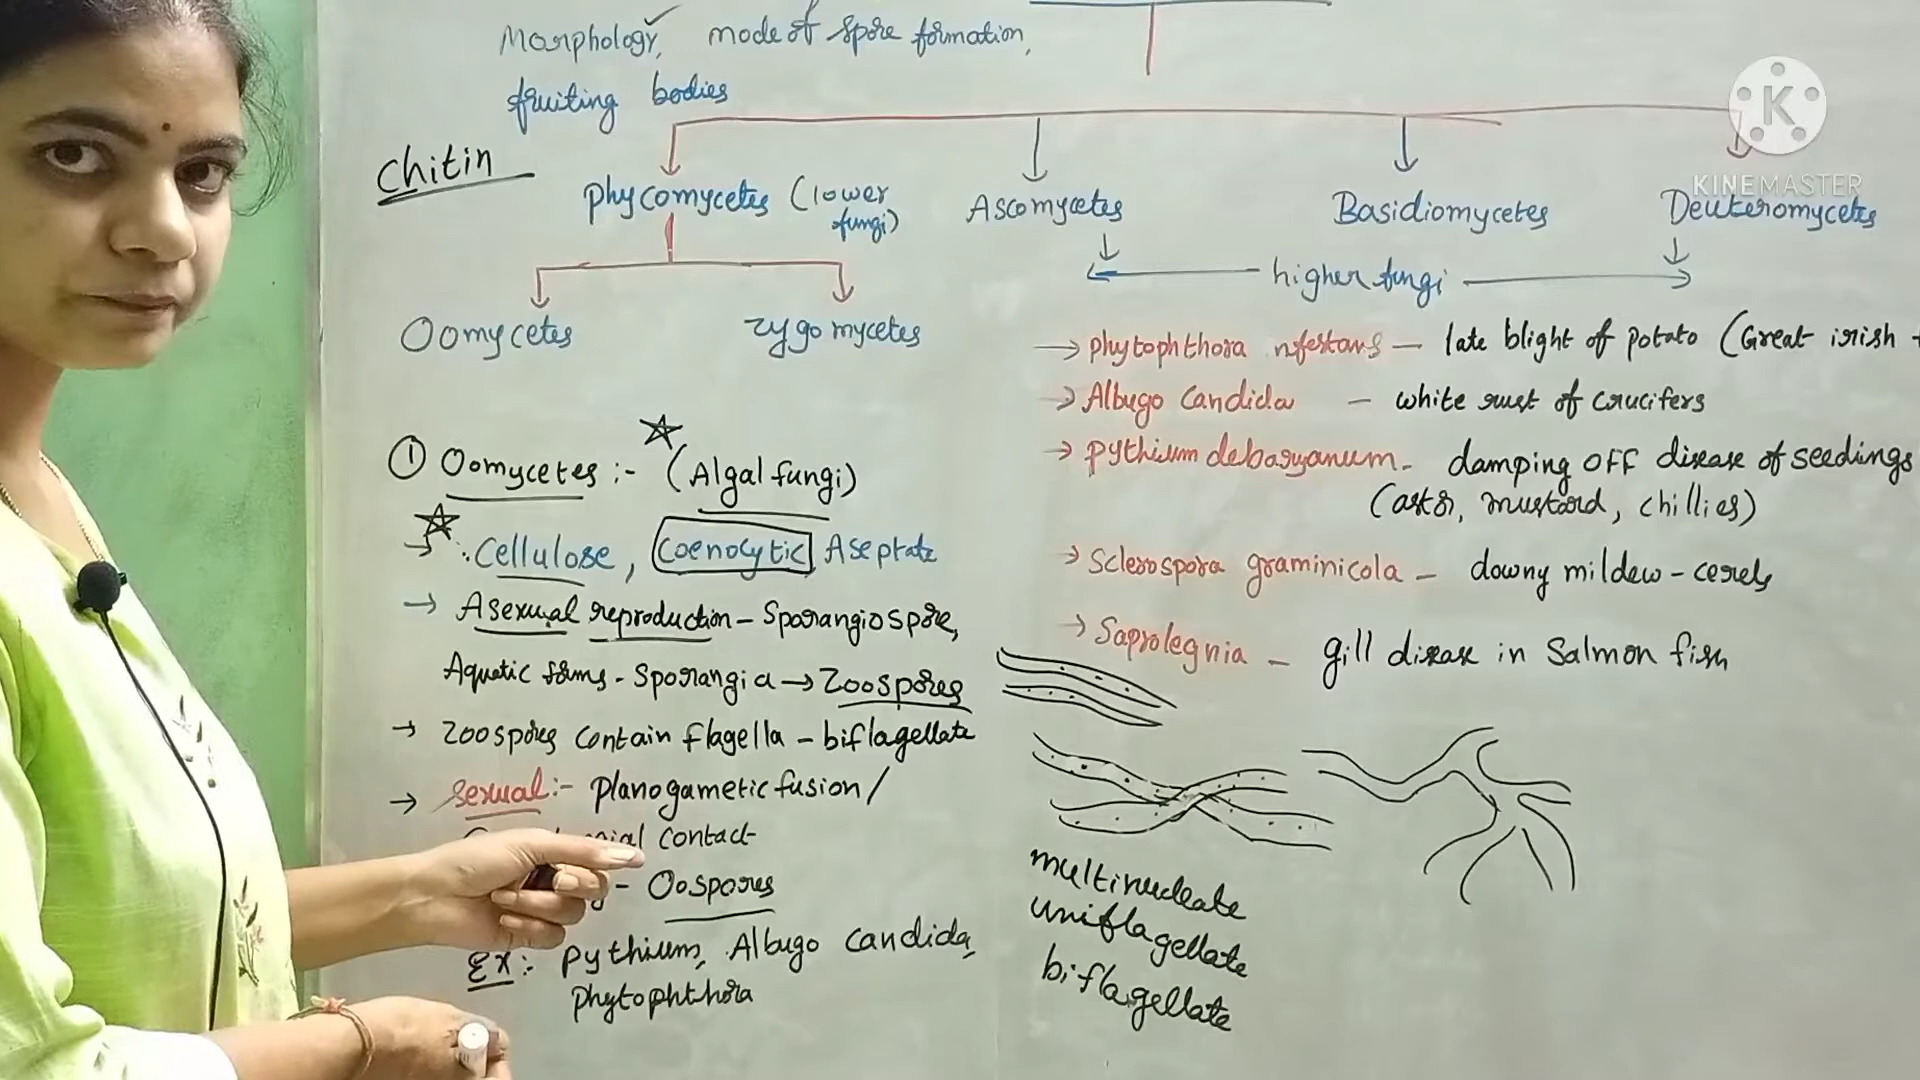 Morphology, mode of spore formation,
fruiting bodies
Chitin
K
KINEMASTER
Phycomycetes (lower fungi)
Ascomycetes
Basidiomycetes
Deuteromycetes
higher fungi
Oomycetes
zygomycetes
→ phytophthora infestans — late blight of potato (Great irish
→ Albugo candida — white rust of crucifers
→ pythium debaryanum - damping OFF disease of seedings
mustard, chillies)
→ Sclerospora graminicola — downy mildew - cerels
→ Saprolegnia — gill disease in Salmon fish
① Oomycetes :- (Algal fungi)
→ Cellulose, Coenocytic Aseptate
→ Asexual reproduction - Sporangiospore,
Aquatic forms - Sporangia → Zoospores
→ Zoospores contain flagella - biflagellate
→ Sexual :- planogametic fusion /
contact
- Oospores
Ex :- pythium, Albugo candida,
phytophthora
multinucleate
uniflagellate
biflagellate